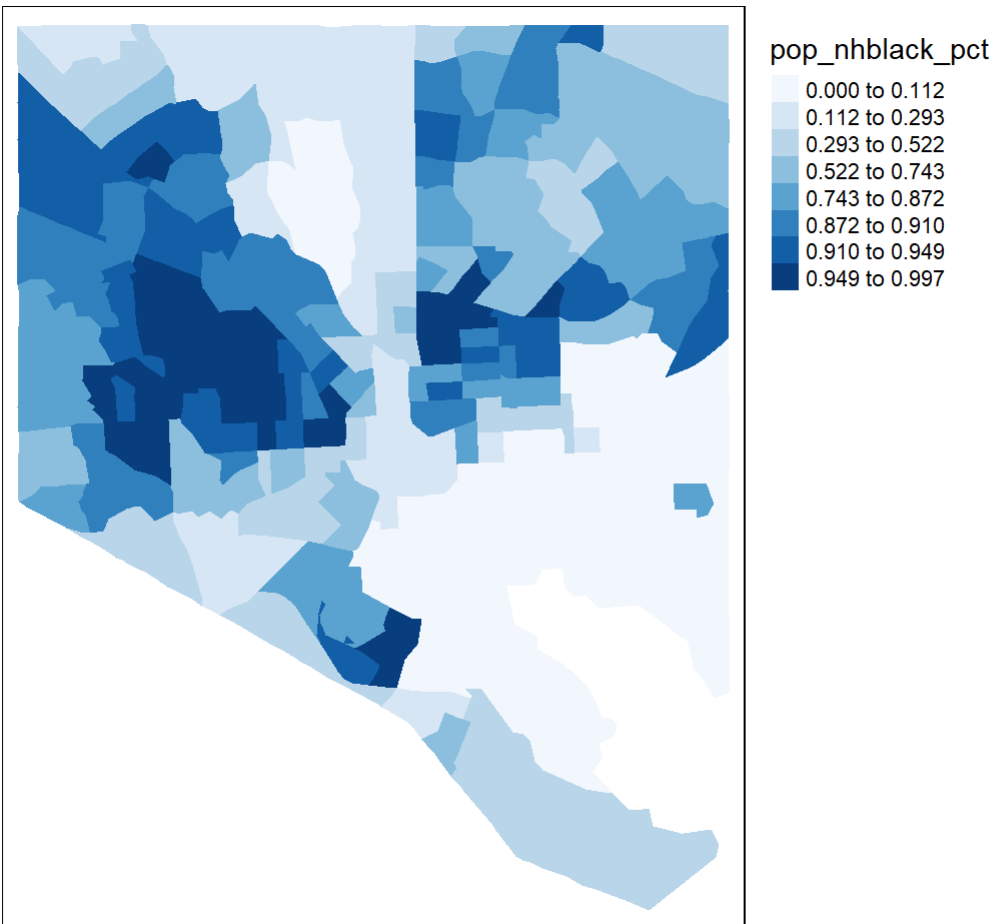 pop_nhblack_pct
0.000 to 0.112
0.112 to 0.293
0.293 to 0.522
0.522 to 0.743
0.743 to 0.872
0.872 to 0.910
0.910 to 0.949
0.949 to 0.997